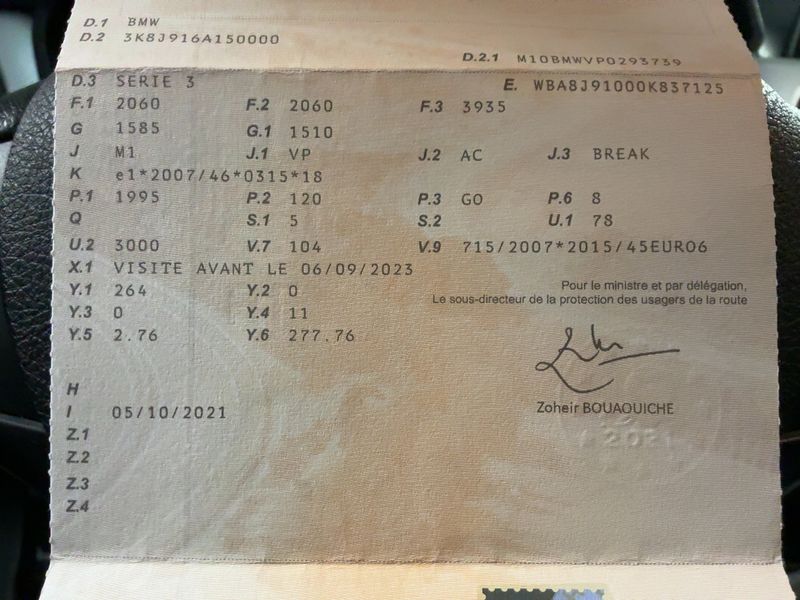 D.1 BMW
D.2 3K8J916A150000
D.2.1 M10BMWVP0293739
D.3 SERIE 3 E. WBA8J91000K837125
F.1 2060 F.2 2060 F.3 3935
G 1585 G.1 1510
J M1 J.1 VP J.2 AC J.3 BREAK
K e1*2007/46*0315*18
P.1 1995 P.2 120 P.3 GO P.6 8
Q S.1 5 S.2 U.1 78
U.2 3000 V.7 104 V.9 715/2007*2015/45EURO6
X.1 VISITE AVANT LE 06/09/2023
Y.1 264 Y.2 0
Y.3 0 Y.4 11
Y.5 2.76 Y.6 277.76
Pour le ministre et par délégation,
Le sous-directeur de la protection des usagers de la route
H
I 05/10/2021
Zoheir BOUAOUICHE
Z.1
2021
Z.2
Z.3
Z.4